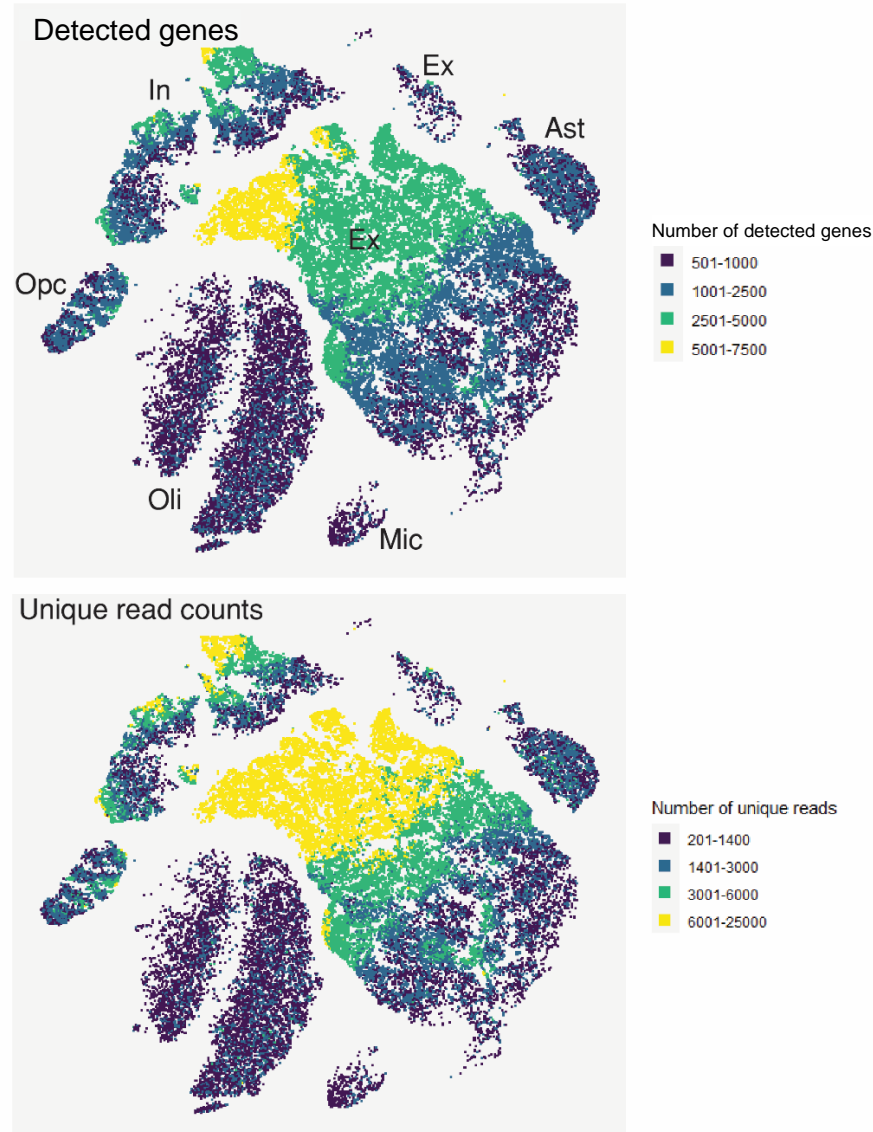 Detected genes
Ex
In
Ast
Ex
Opc
Oli
Mic
Number of detected genes
501-1000
1001-2500
2501-5000
5001-7500
Unique read counts
Number of unique reads
201-1400
1401-3000
3001-6000
6001-25000